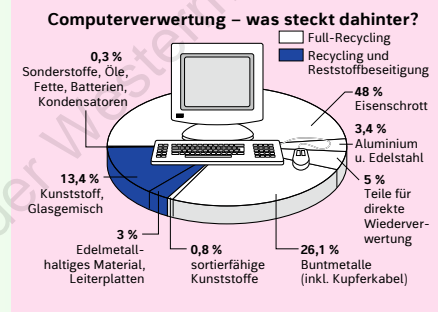 Computerverwertung – was steckt dahinter?
Full-Recycling
Recycling und
Reststoffbeseitigung
0,3 %
Sonderstoffe, Öle,
Fette, Batterien,
Kondensatoren
48 %
Eisenschrott
3,4 %
Aluminium
u. Edelstahl
5 %
Teile für
direkte
Wiederver-
wertung
13,4 %
Kunststoff,
Glasgemisch
3 %
Edelmetall-
haltiges Material,
Leiterplatten
0,8 %
sortierfähige
Kunststoffe
26,1 %
Buntmetalle
(inkl. Kupferkabel)
der Western